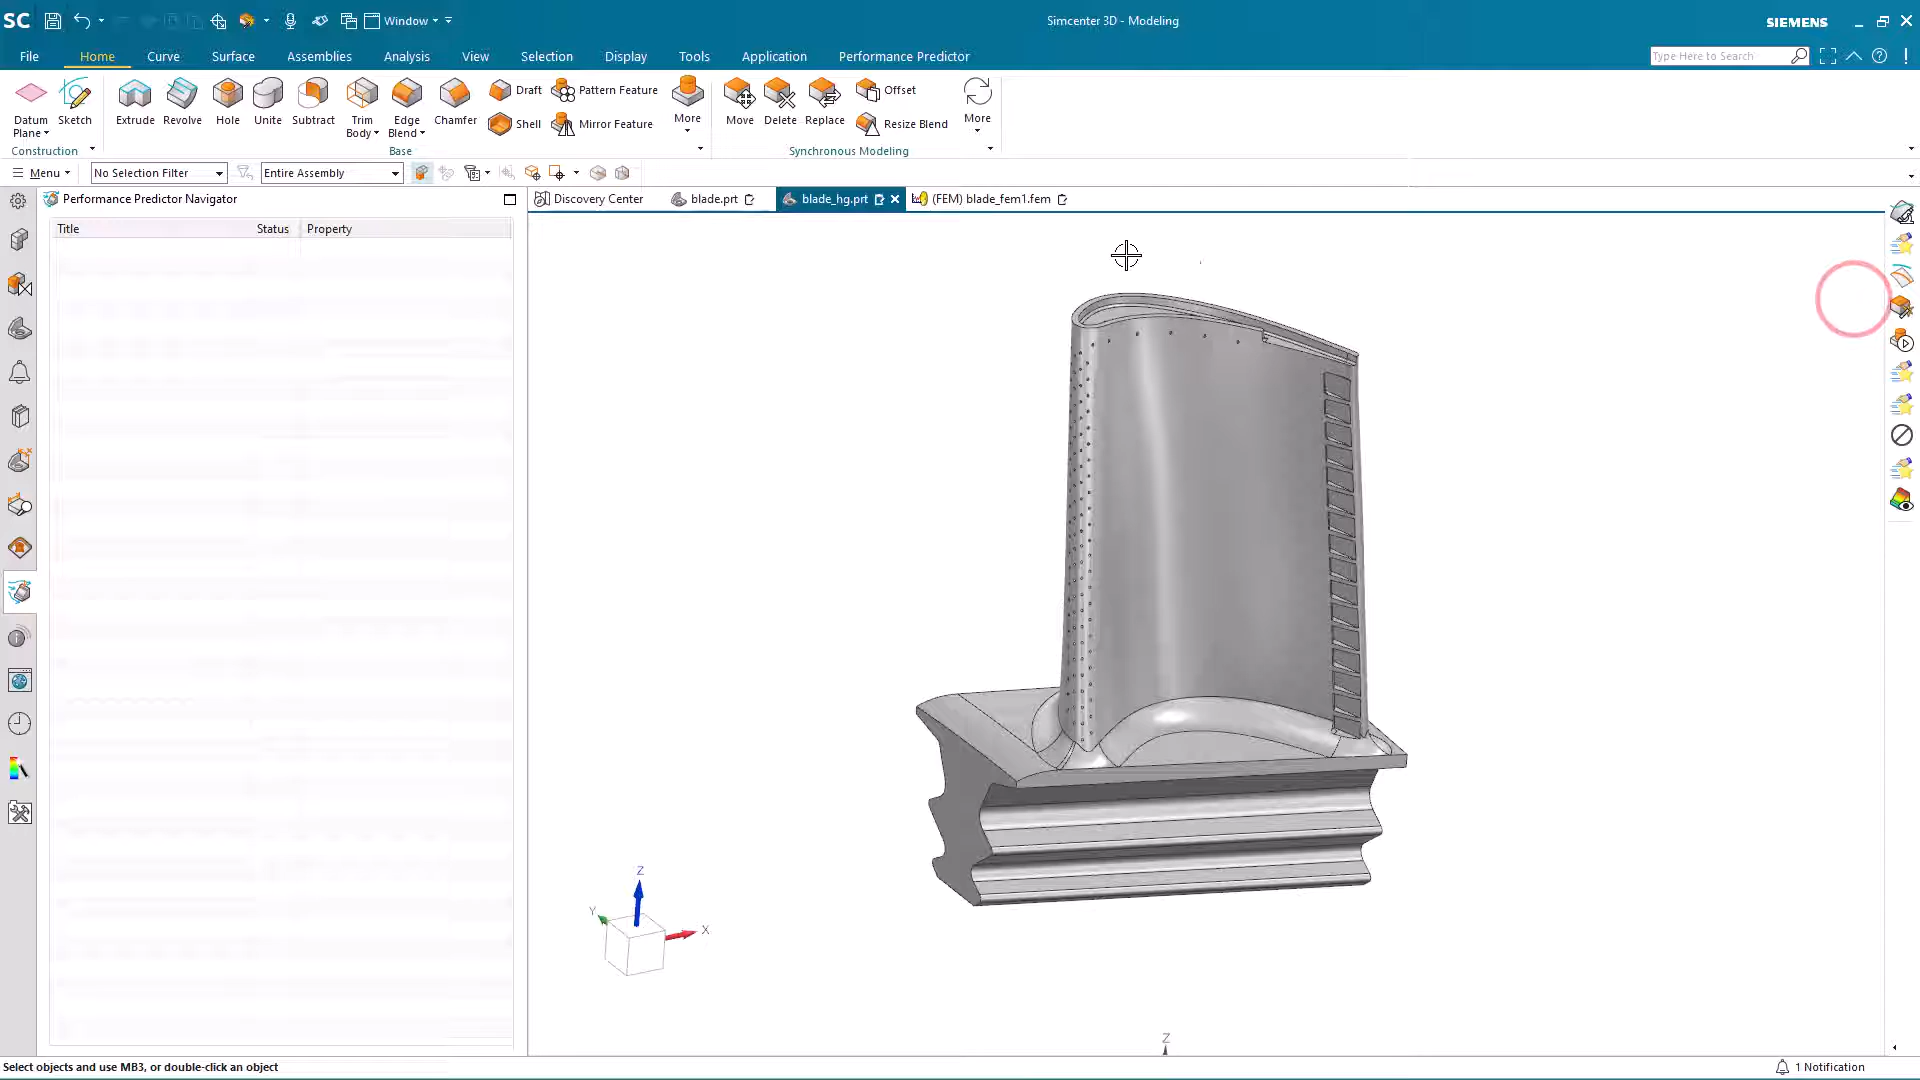 SC
Window
Simcenter 3D - Modeling
SIEMENS
File
Home
Curve
Surface
Assemblies
Analysis
View
Selection
Display
Tools
Application
Performance Predictor
Type Here to Search
Datum Plane
Sketch
Extrude
Revolve
Hole
Unite
Subtract
Trim Body
Edge Blend
Chamfer
Draft
Shell
Pattern Feature
Mirror Feature
More
Move
Delete
Replace
Offset
Resize Blend
More
Construction
Base
Synchronous Modeling
Menu
No Selection Filter
Entire Assembly
Performance Predictor Navigator
Discovery Center
blade.prt
blade_hg.prt
(FEM) blade_fem1.fem
Title
Status
Property
Z
Y
X
Z
Select objects and use MB3, or double-click an object
1 Notification